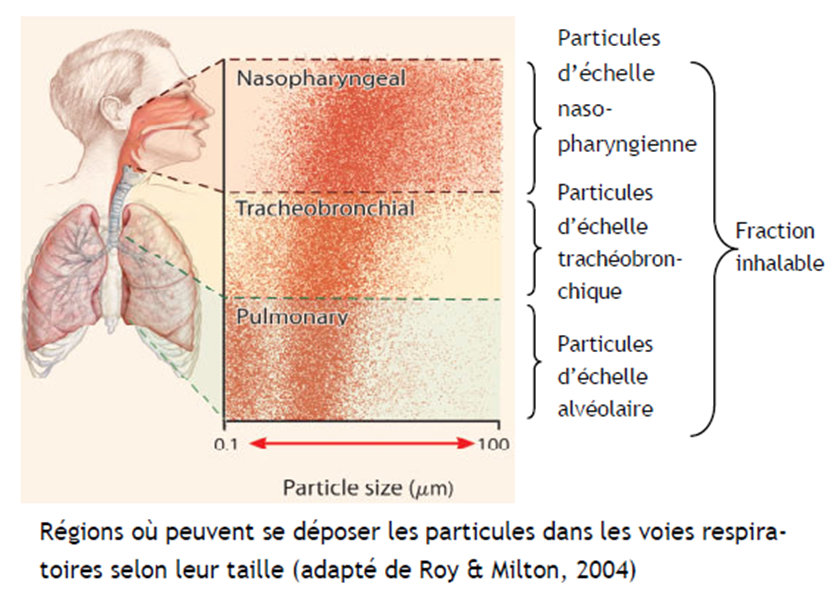 Nasopharyngeal
Tracheobronchial
Pulmonary
0.1
100
Particle size (μm)
Particules
d’échelle
naso-
pharyngienne
Particules
d’échelle
trachéobron-
chique
Particules
d’échelle
alvéolaire
Fraction
inhalable
Régions où peuvent se déposer les particules dans les voies respira-
toires selon leur taille (adapté de Roy & Milton, 2004)